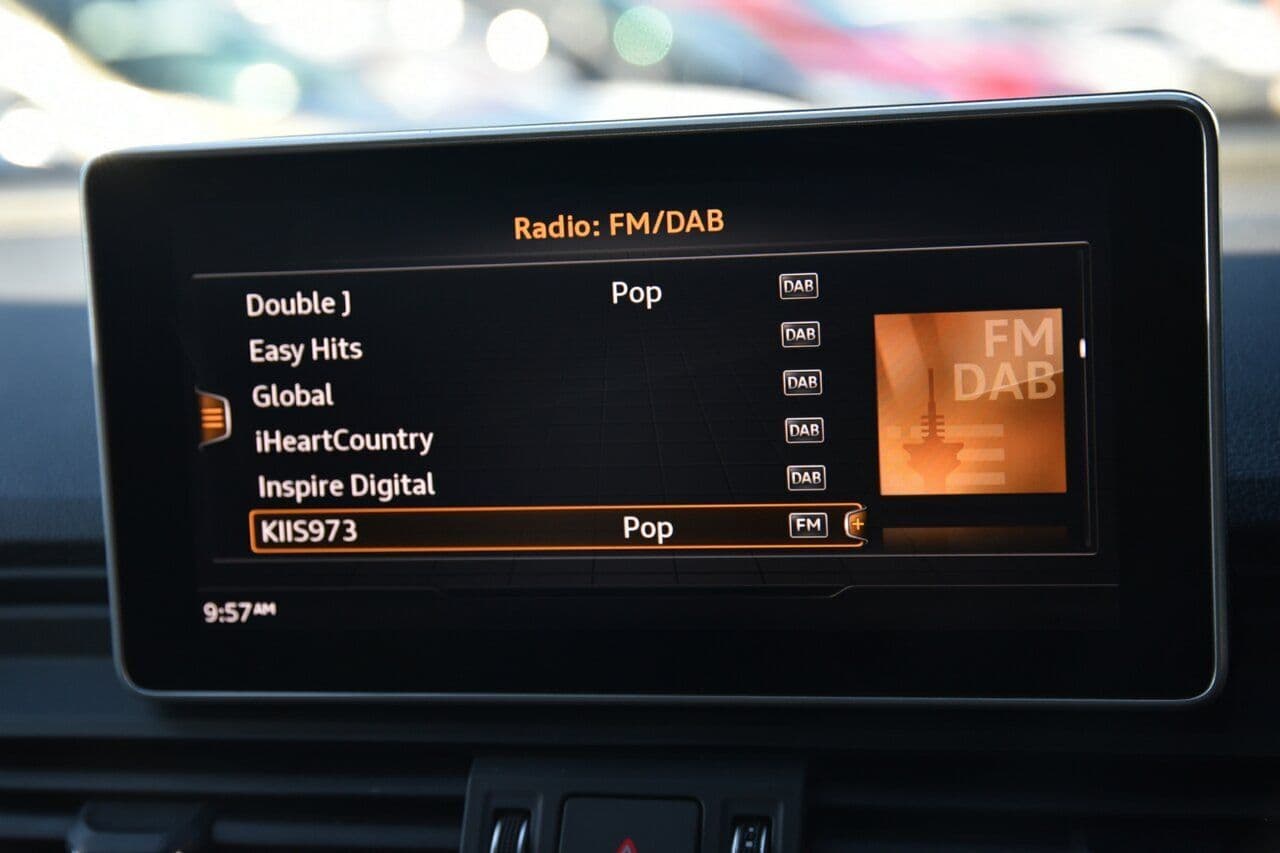 Radio: FM/DAB
Double J Pop DAB
Easy Hits DAB
Global DAB
iHeartCountry DAB
Inspire Digital DAB
KIIS973 Pop FM +
FM
DAB
9:57AM